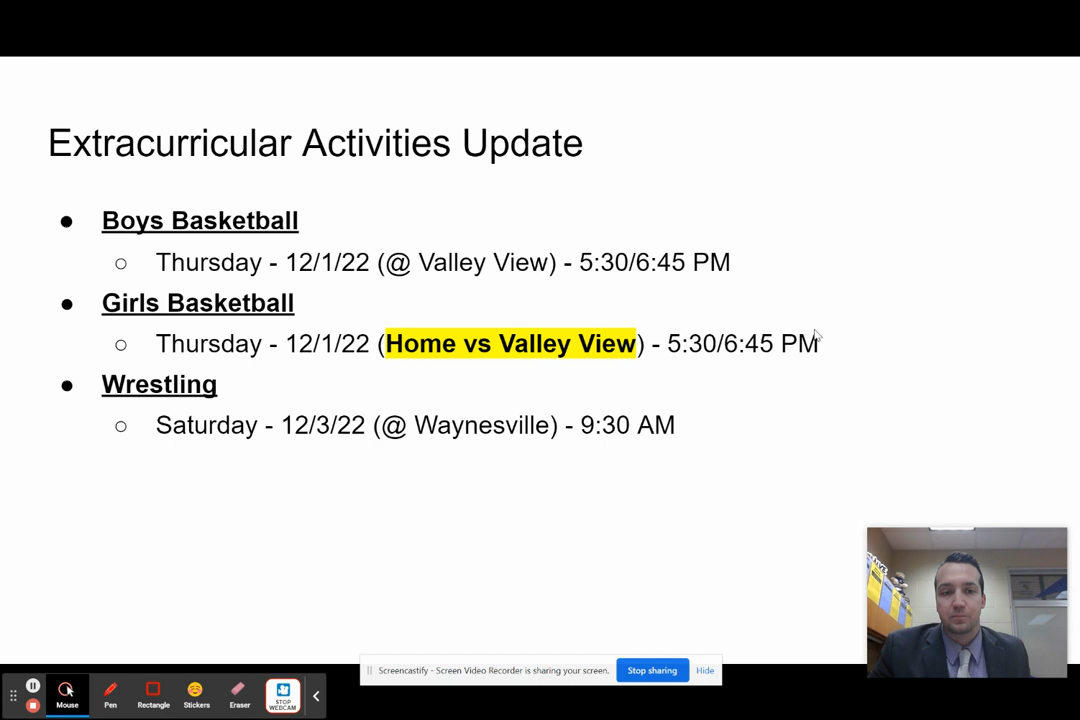 Extracurricular Activities Update
● Boys Basketball
○ Thursday - 12/1/22 (@ Valley View) - 5:30/6:45 PM
● Girls Basketball
○ Thursday - 12/1/22 (Home vs Valley View) - 5:30/6:45 PM
● Wrestling
○ Saturday - 12/3/22 (@ Waynesville) - 9:30 AM
Screencastify - Screen Video Recorder is sharing your screen. Stop sharing Hide
Mouse Pen Rectangle Stickers Eraser STOP WEBCAM